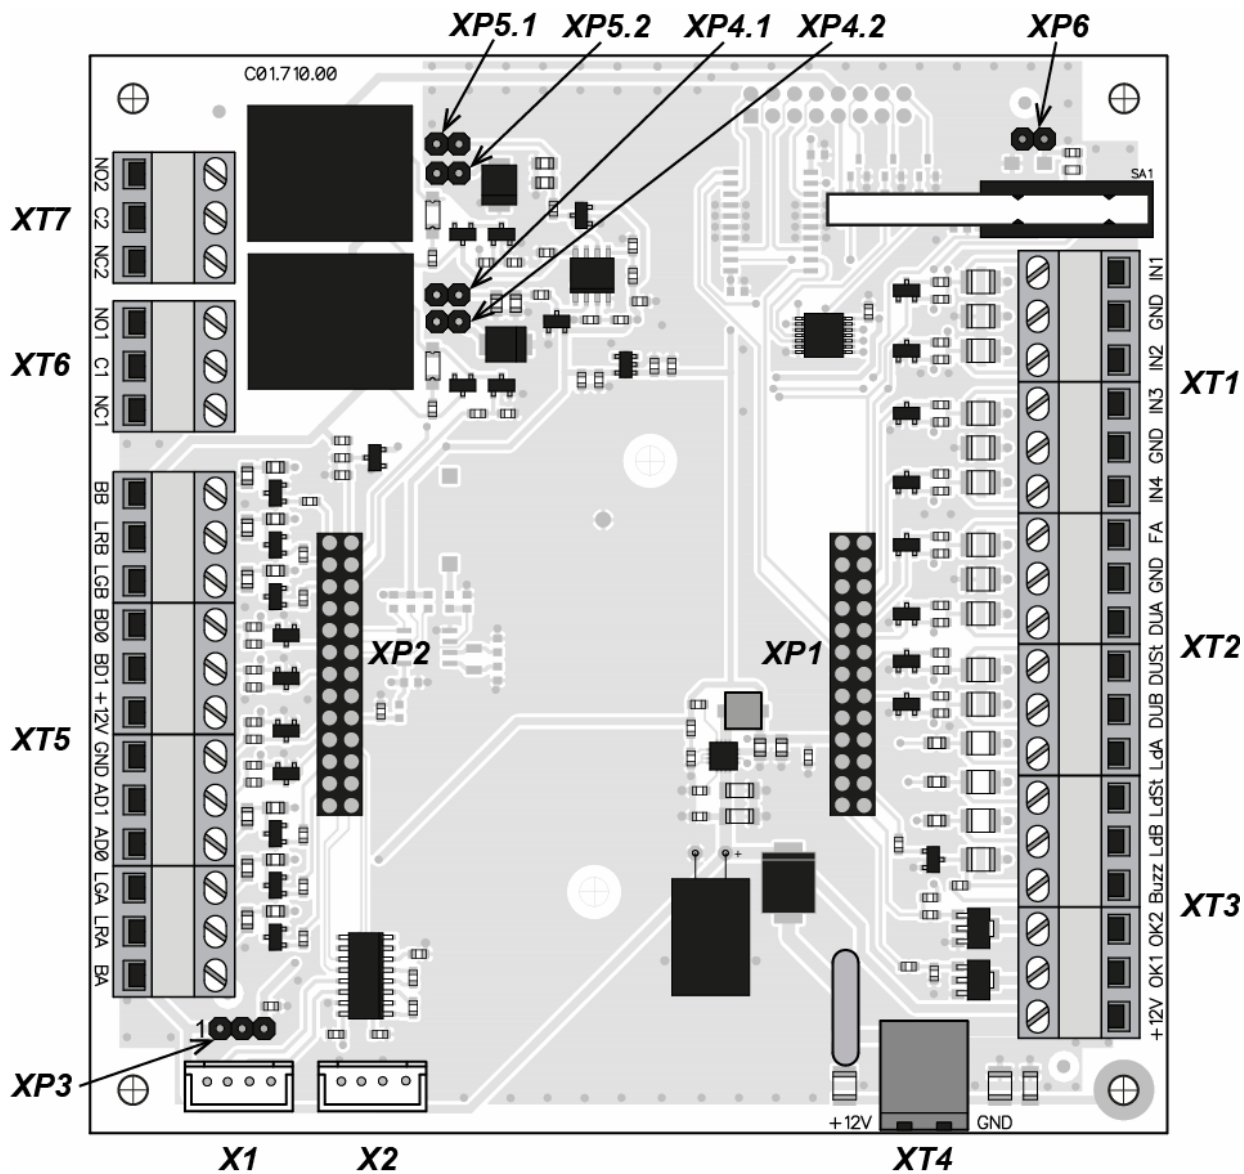 XP5.1 XP5.2 XP4.1 XP4.2 XP6
C01.710.00
SA1
XT7
NO2
C2
NC2
XT6
NO1
C1
NC1
XT5
BB
LRB
LGB
BD0
BD1
+12V
GND
AD1
AD0
LGA
LRA
BA
XP2
XP1
XT1
IN1
GND
IN2
IN3
GND
IN4
XT2
FA
GND
DUA
DUSt
DUB
LdA
XT3
LdSt
LdB
Buzz
OK2
OK1
+12V
+
1
XP3
+12V GND
X1 X2 XT4